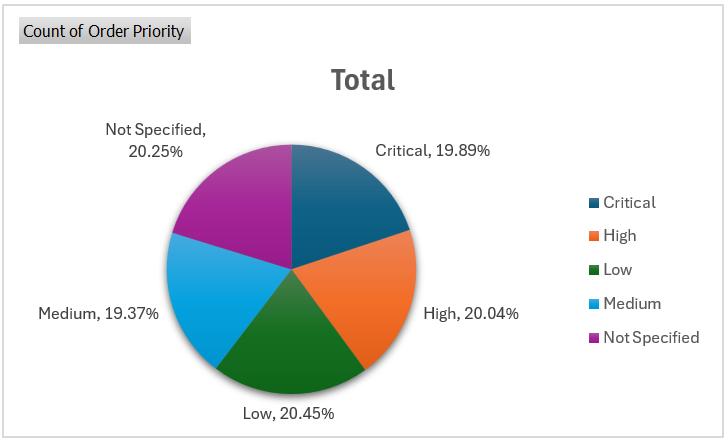 Count of Order Priority
Total
Not Specified,
20.25%
Critical, 19.89%
Critical
High
Low
Medium
Not Specified
Medium, 19.37%
High, 20.04%
Low, 20.45%